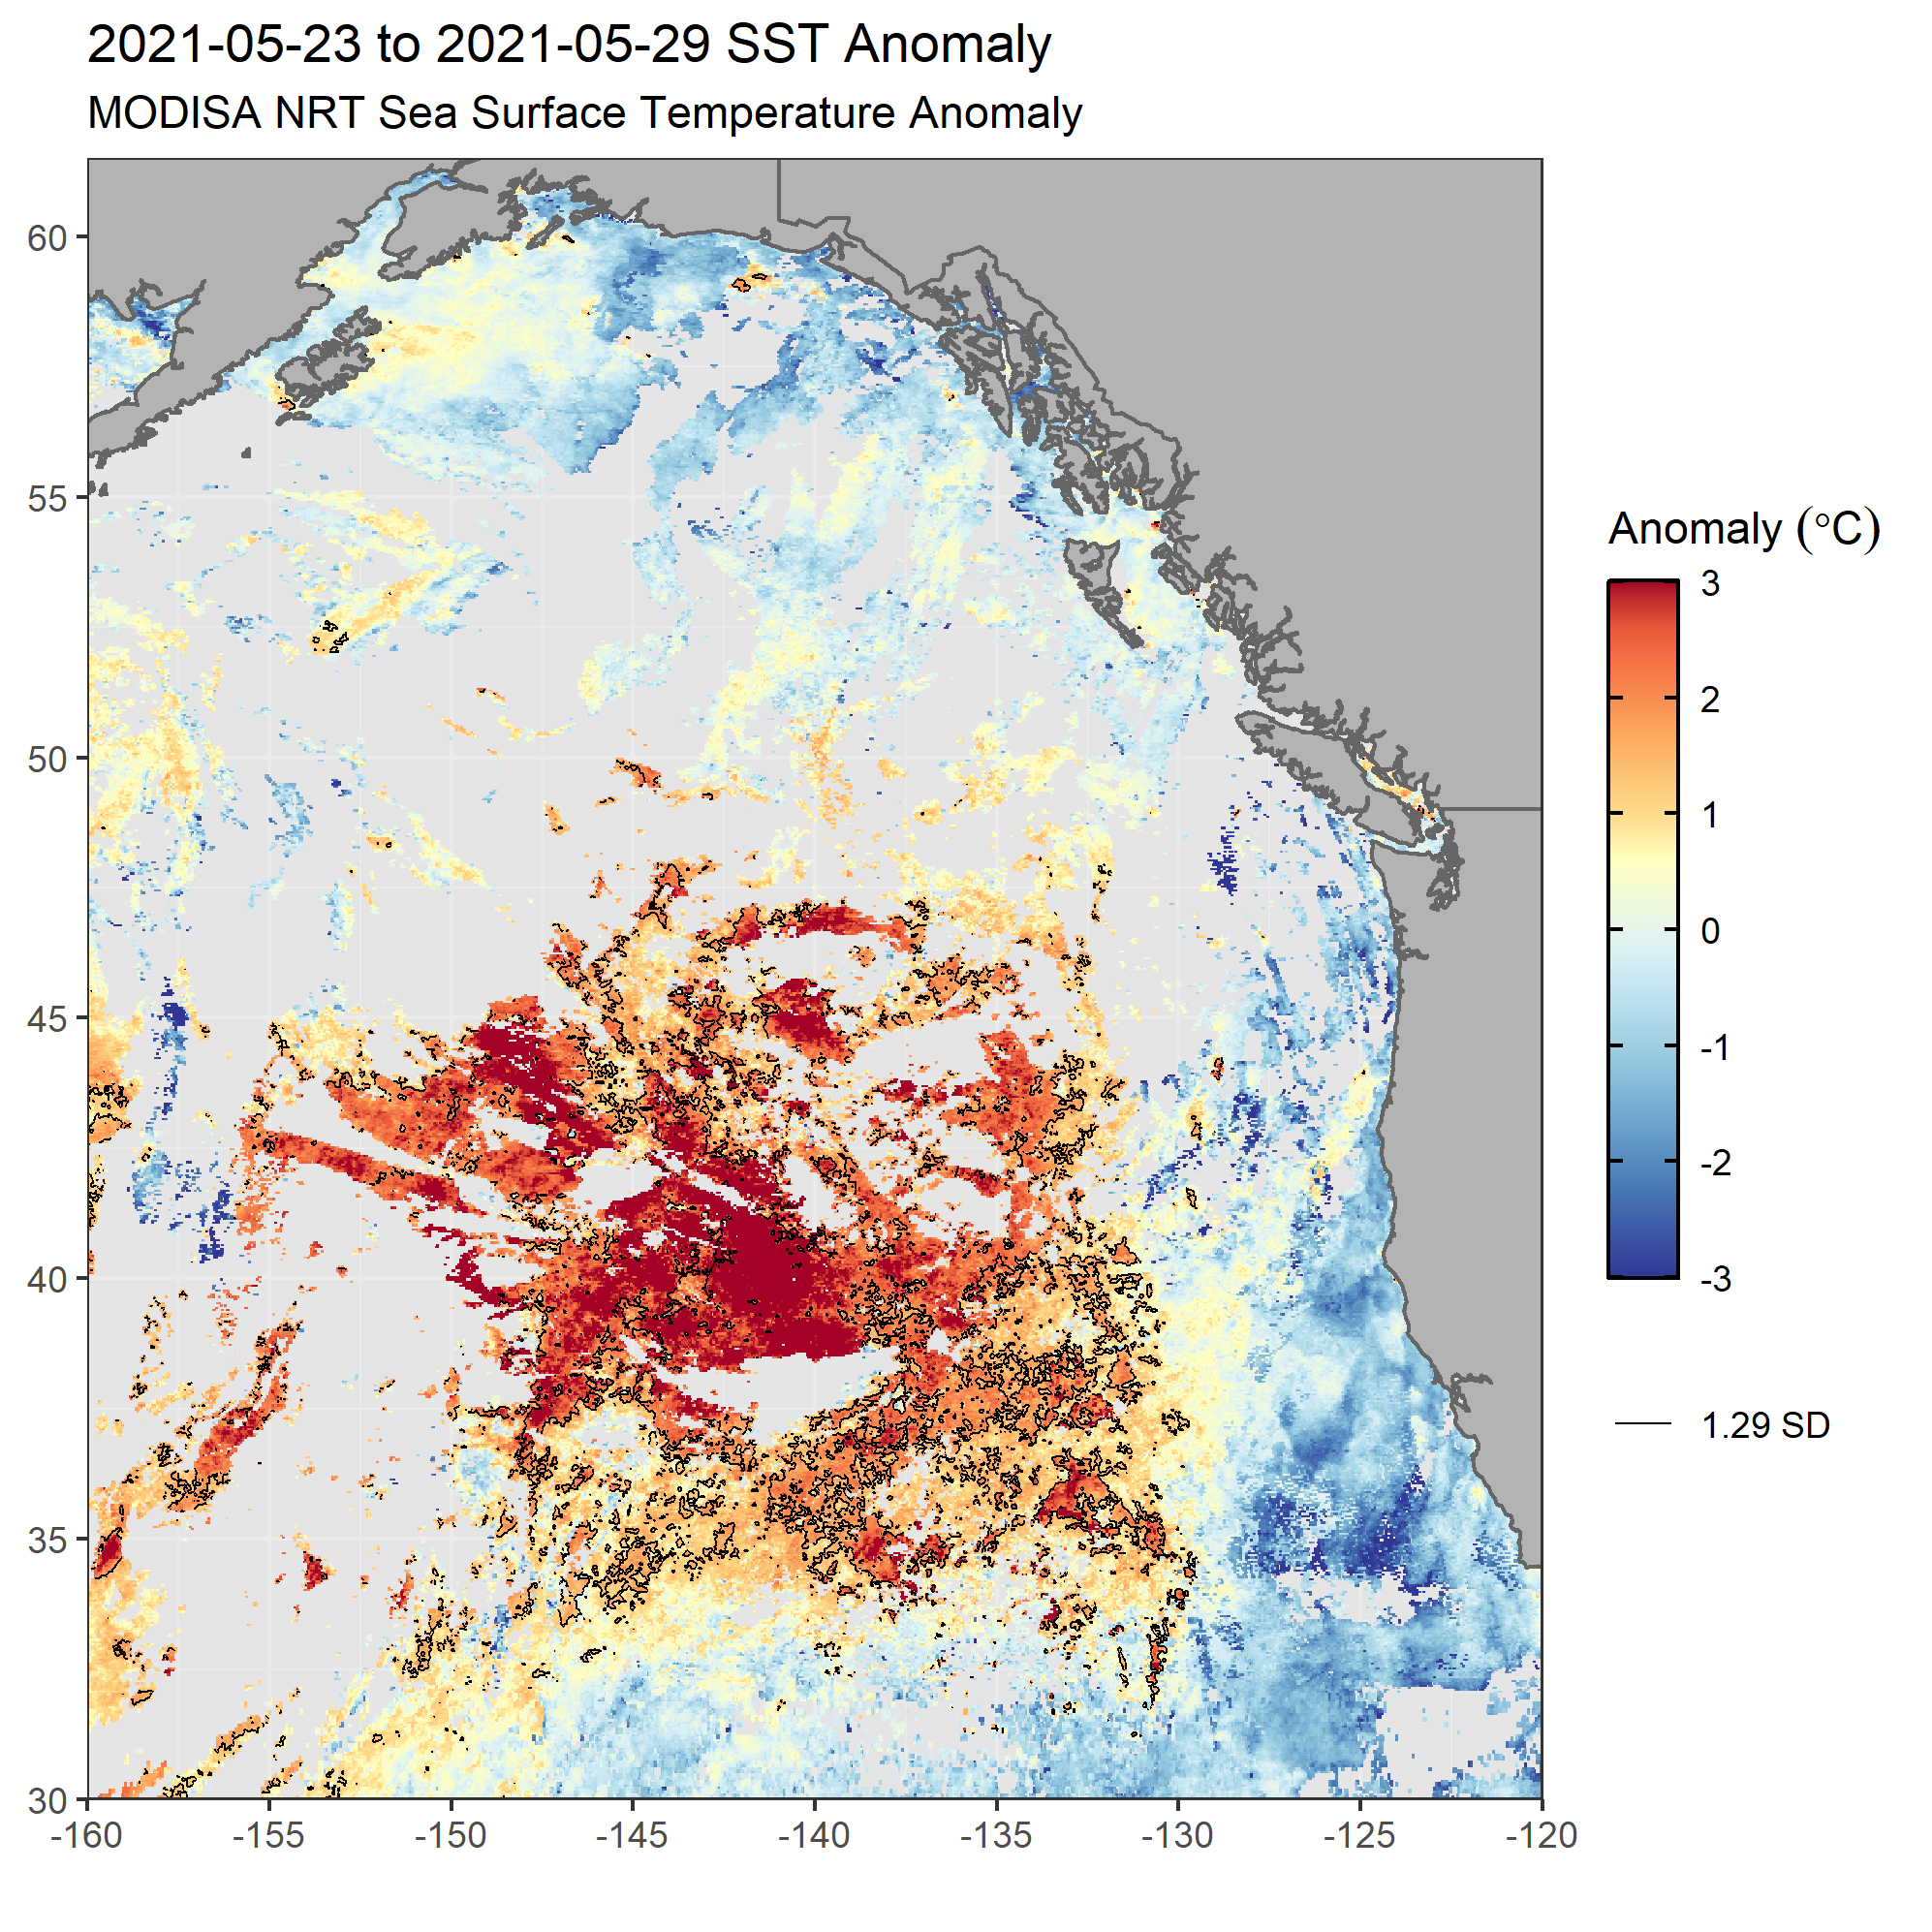 2021-05-23 to 2021-05-29 SST Anomaly
MODISA NRT Sea Surface Temperature Anomaly
60
55
50
45
40
35
30
-160 -155 -150 -145 -140 -135 -130 -125 -120
Anomaly (°C)
3
2
1
0
-1
-2
-3
1.29 SD